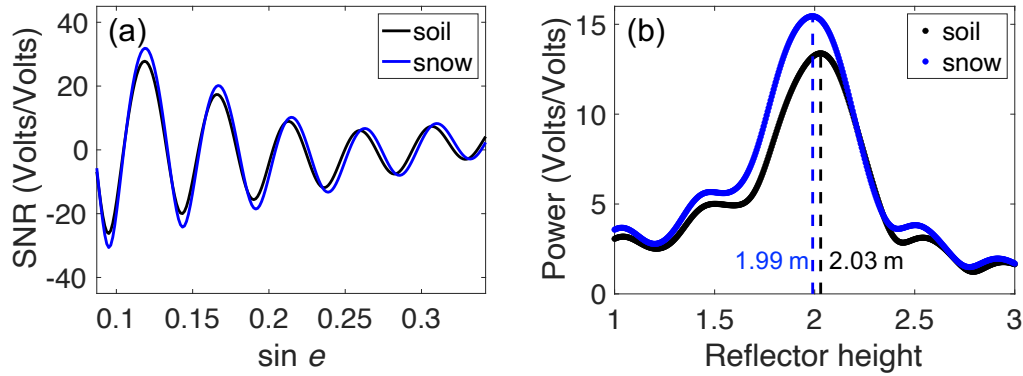 (a)
soil
snow
40
20
0
-20
-40
SNR (Volts/Volts)
0.1 0.15 0.2 0.25 0.3
sin e
(b)
soil
snow
15
10
5
0
Power (Volts/Volts)
1.99 m 2.03 m
1 1.5 2 2.5 3
Reflector height